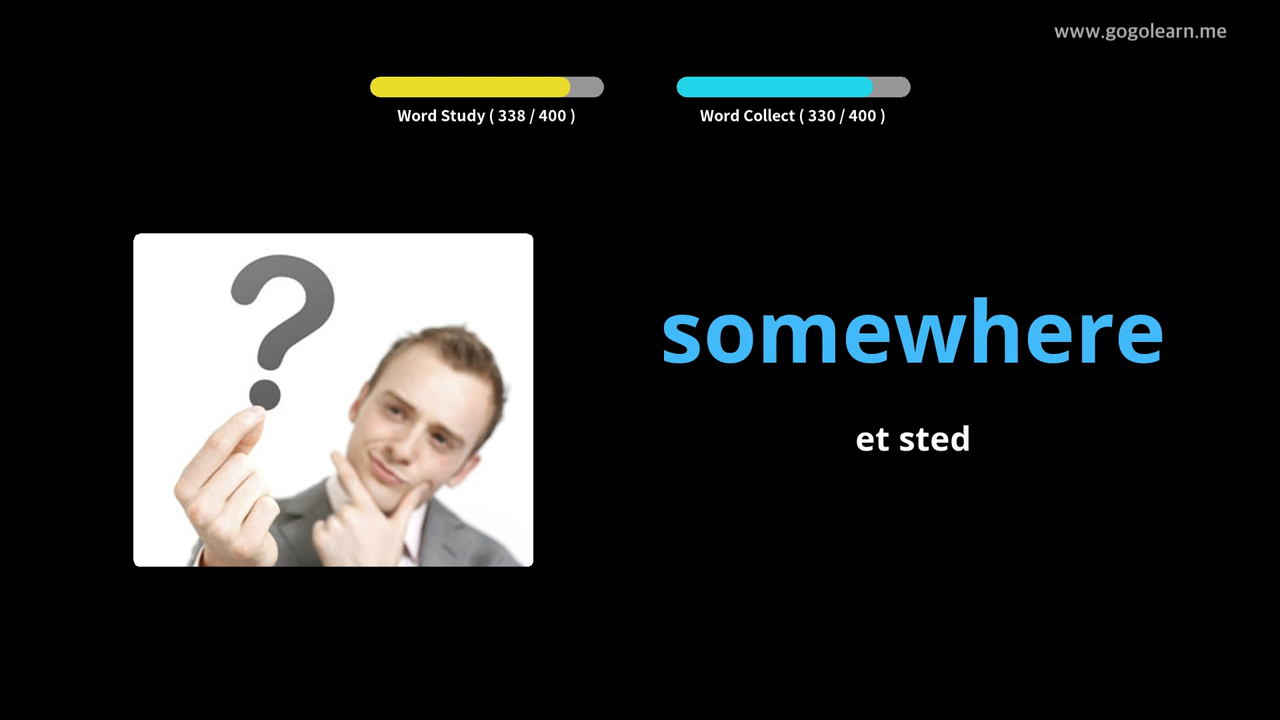 www.gogolearn.me
Word Study ( 338 / 400 )
Word Collect ( 330 / 400 )
?
somewhere
et sted